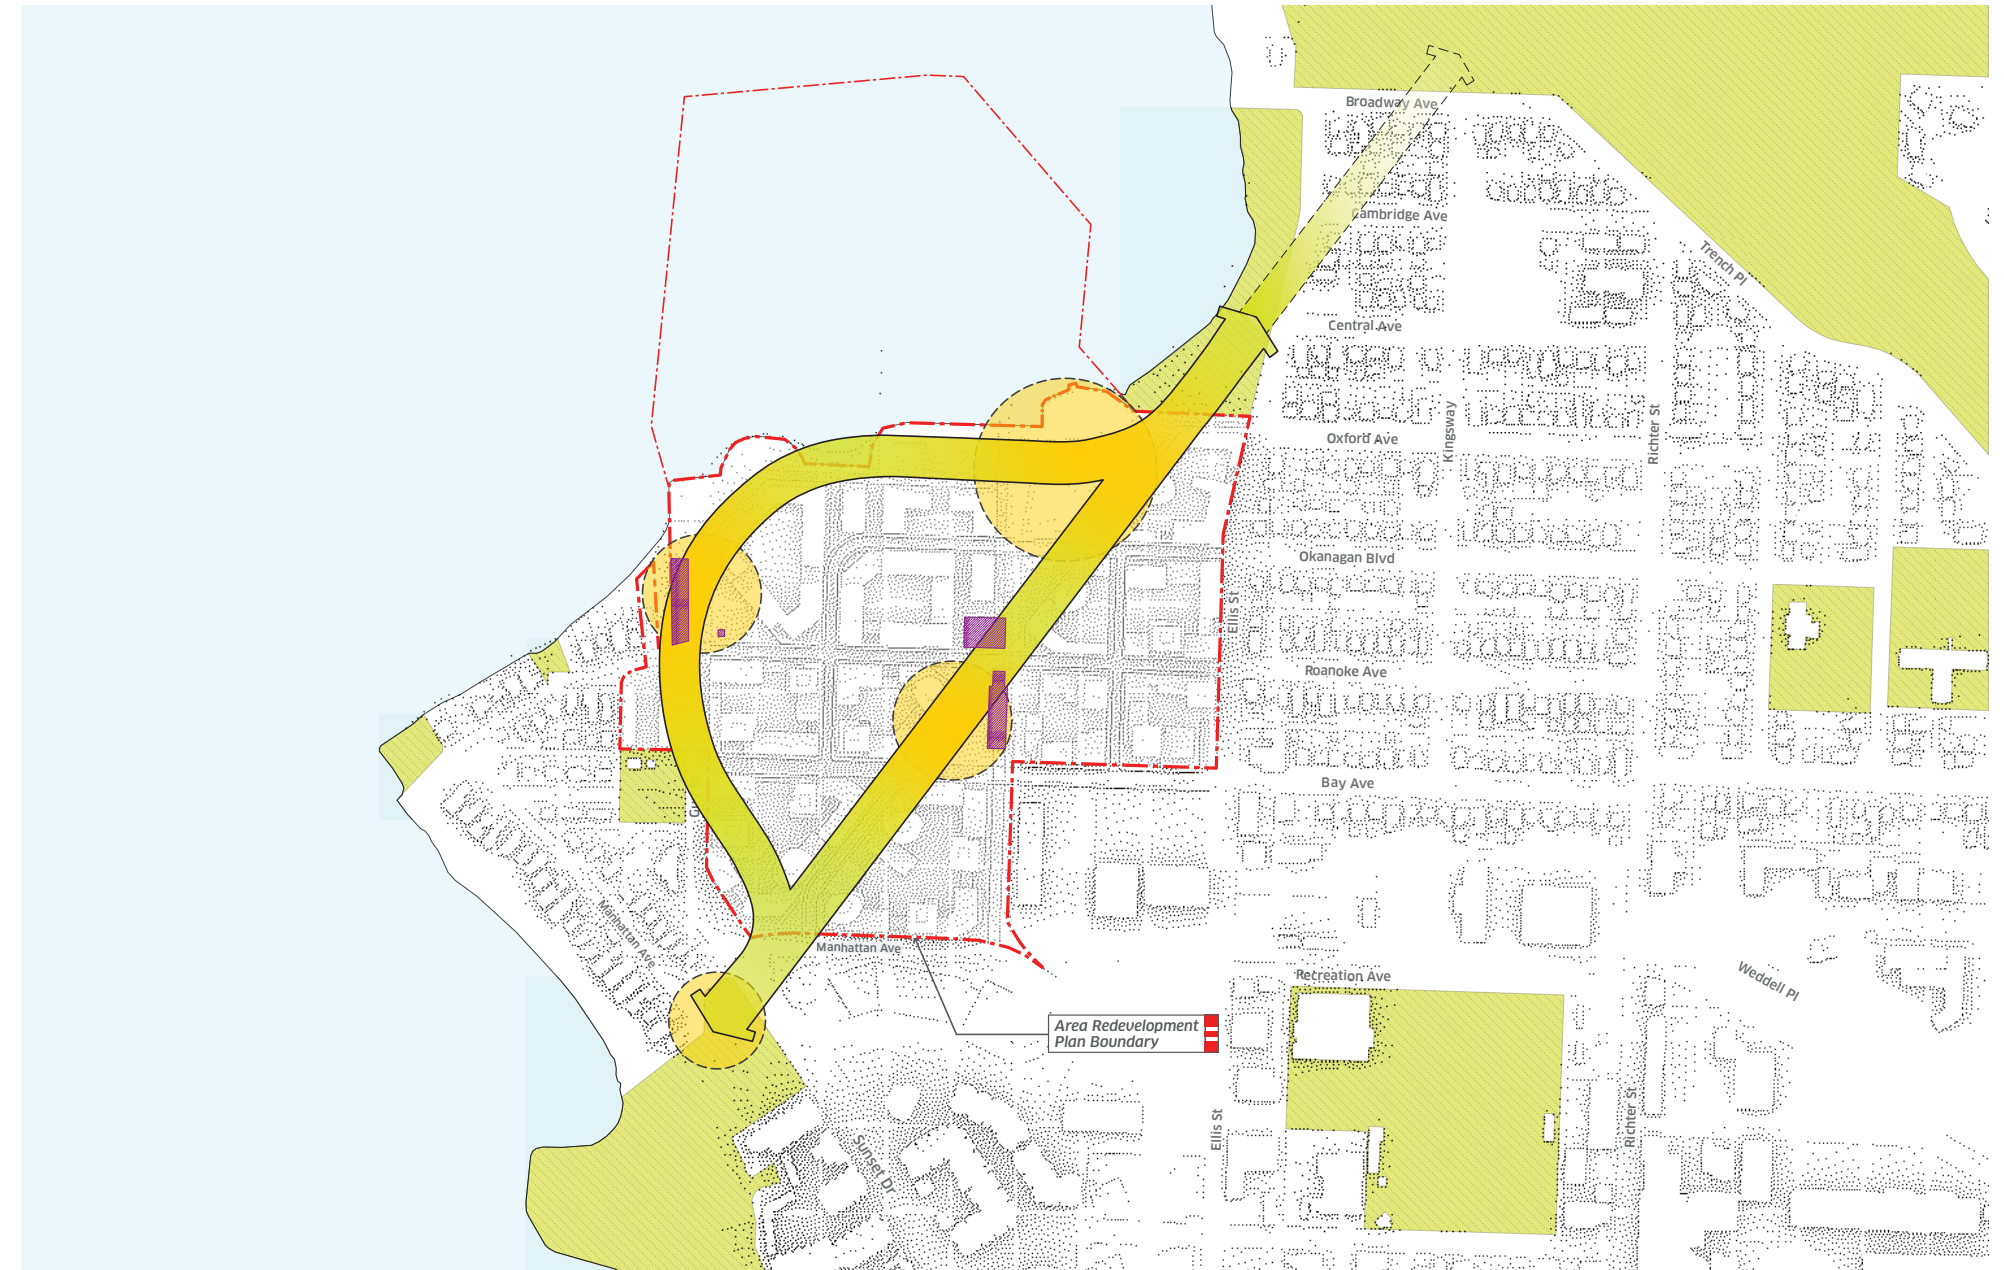 Broadway Ave
Cambridge Ave
Trench Pl
Central Ave
Kingsway
Richter St
Oxford Ave
Okanagan Blvd
Ellis St
Roanoke Ave
Bay Ave
Manhattan Ave
Manhattan Ave
Recreation Ave
Weddell Pl
Area Redevelopment
Plan Boundary
Ellis St
Richter St
Sunset Dr